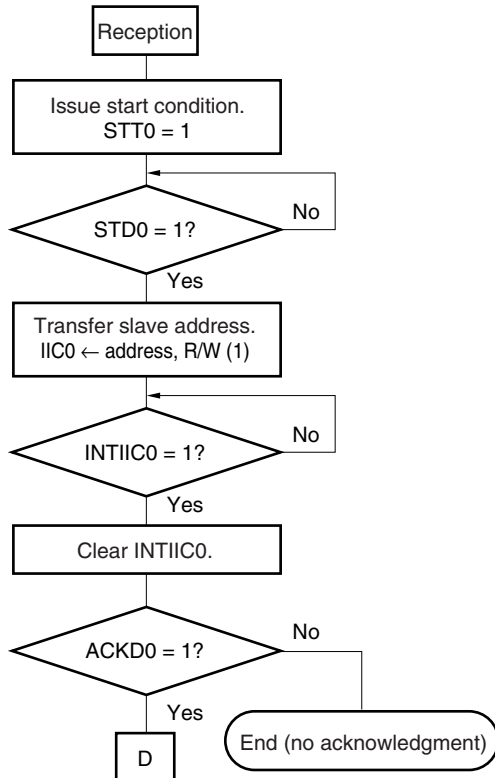 Reception
Issue start condition.
STT0 = 1
STD0 = 1?
No
Yes
Transfer slave address.
IIC0 ← address, R/W (1)
INTIIC0 = 1?
No
Yes
Clear INTIIC0.
ACKD0 = 1?
No
Yes
D
End (no acknowledgment)